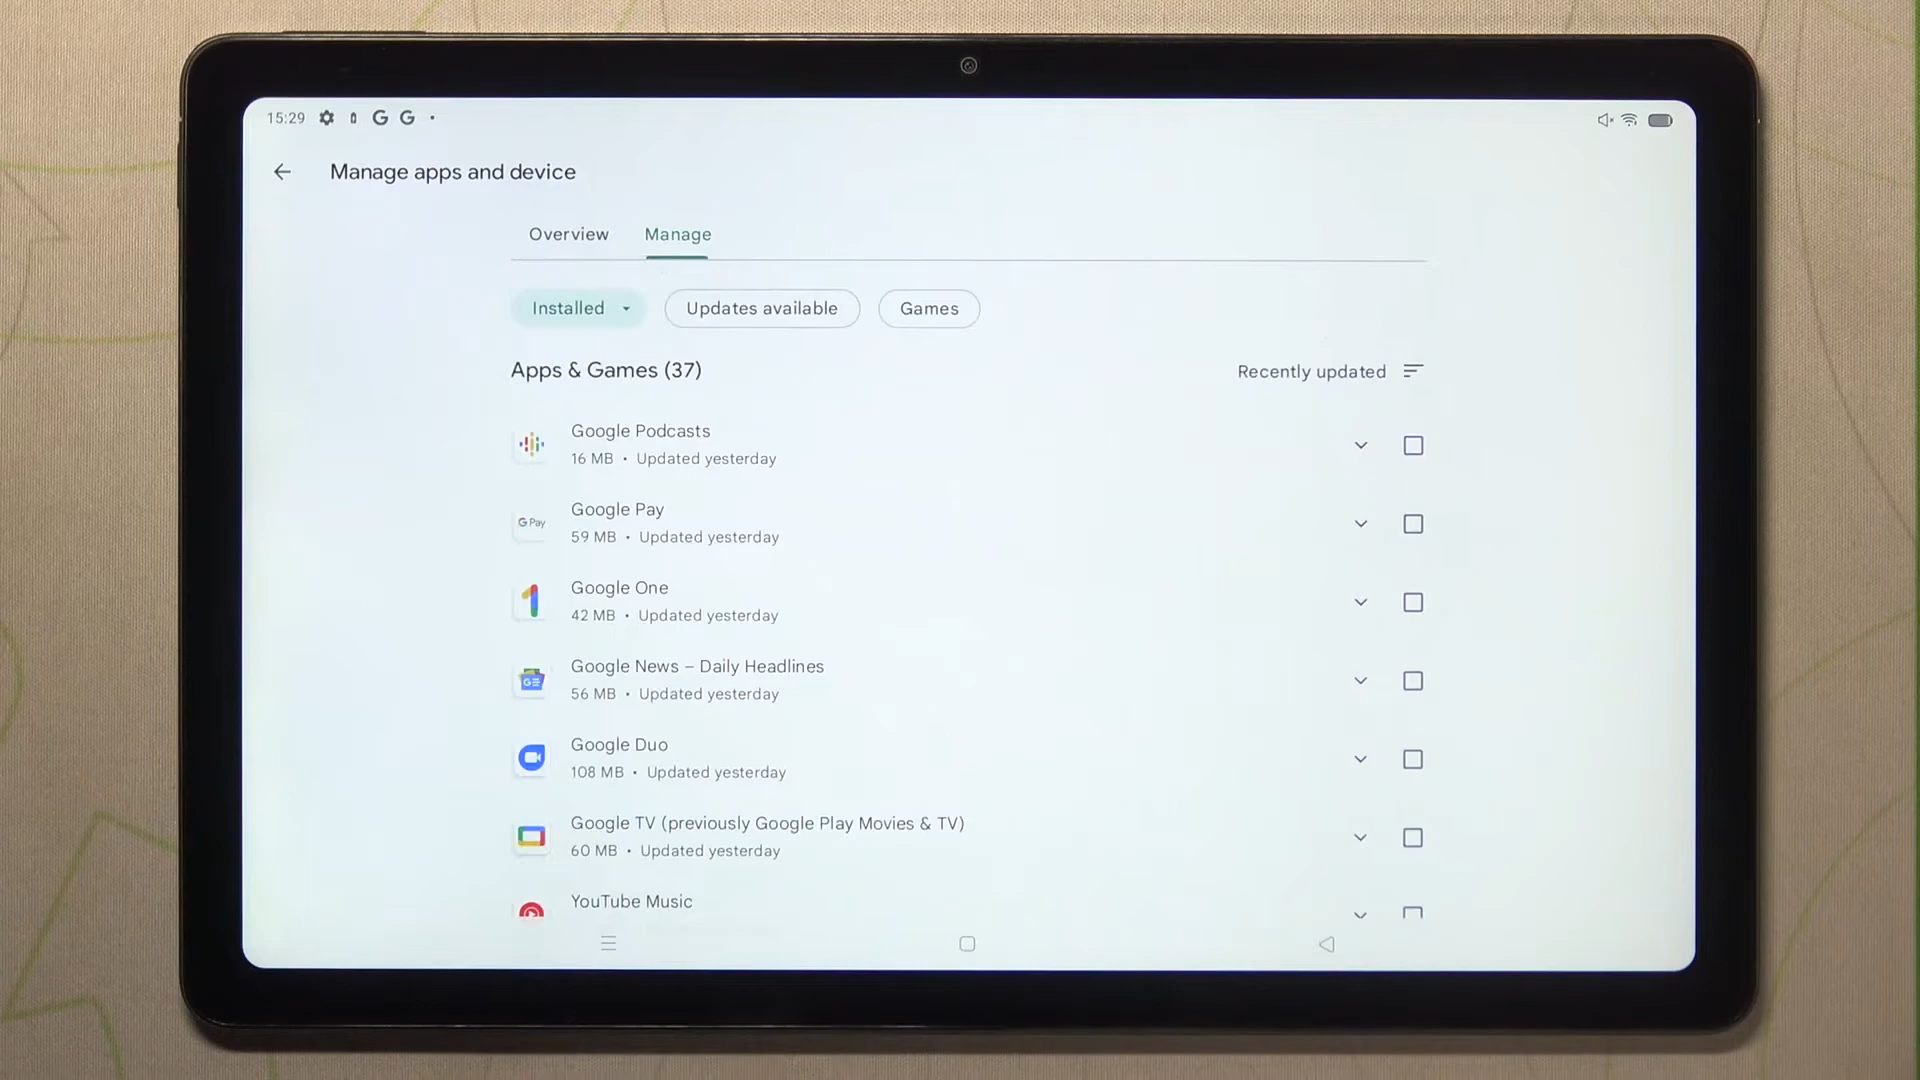 15:29 G G
Manage apps and device
Overview Manage
Installed Updates available Games
Apps & Games (37) Recently updated
Google Podcasts
16 MB • Updated yesterday
G Pay
Google Pay
59 MB • Updated yesterday
Google One
42 MB • Updated yesterday
GE
Google News – Daily Headlines
56 MB • Updated yesterday
Google Duo
108 MB • Updated yesterday
Google TV (previously Google Play Movies & TV)
60 MB • Updated yesterday
YouTube Music